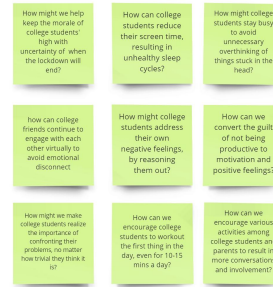 How might we help
keep the morale of
college students'
high with
uncertainty of when
the lockdown will
end?
How can college
students reduce
their screen time,
resulting in
unhealthy sleep
cycles?
How might college
students stay busy
to avoid
unnecessary
overthinking of
things stuck in the
head?
how can college
friends continue to
engage with each
other virtually to
avoid emotional
disconnect
How might college
students address
their own
negative feelings,
by reasoning
them out?
How can we
convert the guilt
of not being
productive to
motivation and
positive feelings?
How might we make
college students realize
the importance of
confronting their
problems, no matter
how trivial they think it
is?
How can we
encourage college
students to workout
the first thing in the
day, even for 10-15
mins a day?
How can we
encourage various
activities among
college students and
parents to result in
more conversations
and involvement?